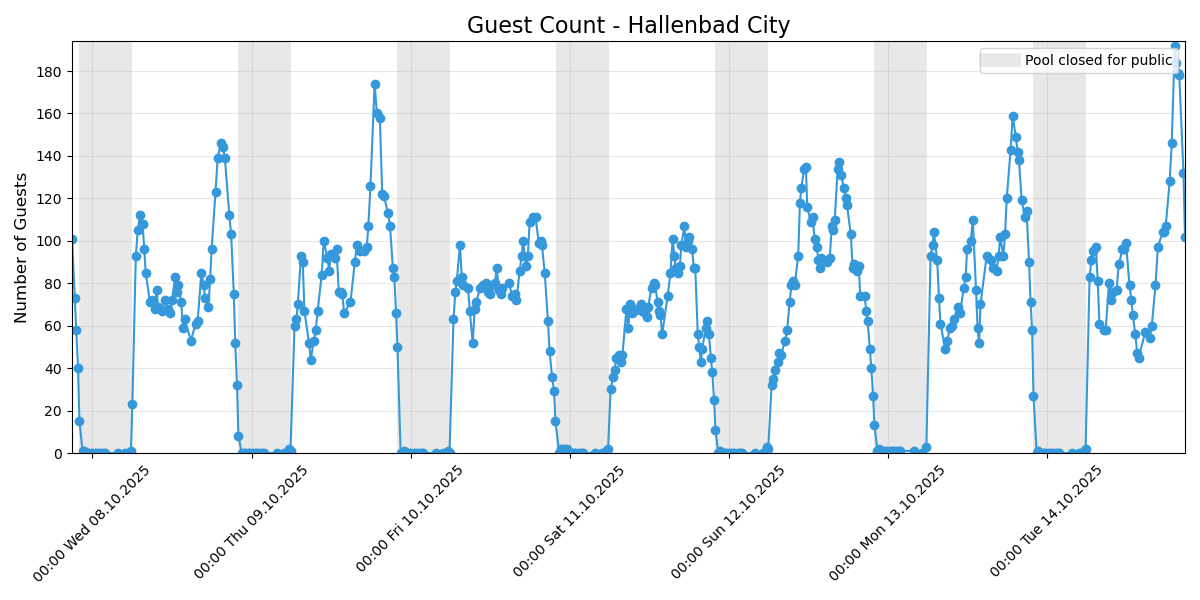 Guest Count - Hallenbad City
Pool closed for public
Number of Guests
180
160
140
120
100
80
60
40
20
0
00:00 Wed 08.10.2025
00:00 Thu 09.10.2025
00:00 Fri 10.10.2025
00:00 Sat 11.10.2025
00:00 Sun 12.10.2025
00:00 Mon 13.10.2025
00:00 Tue 14.10.2025